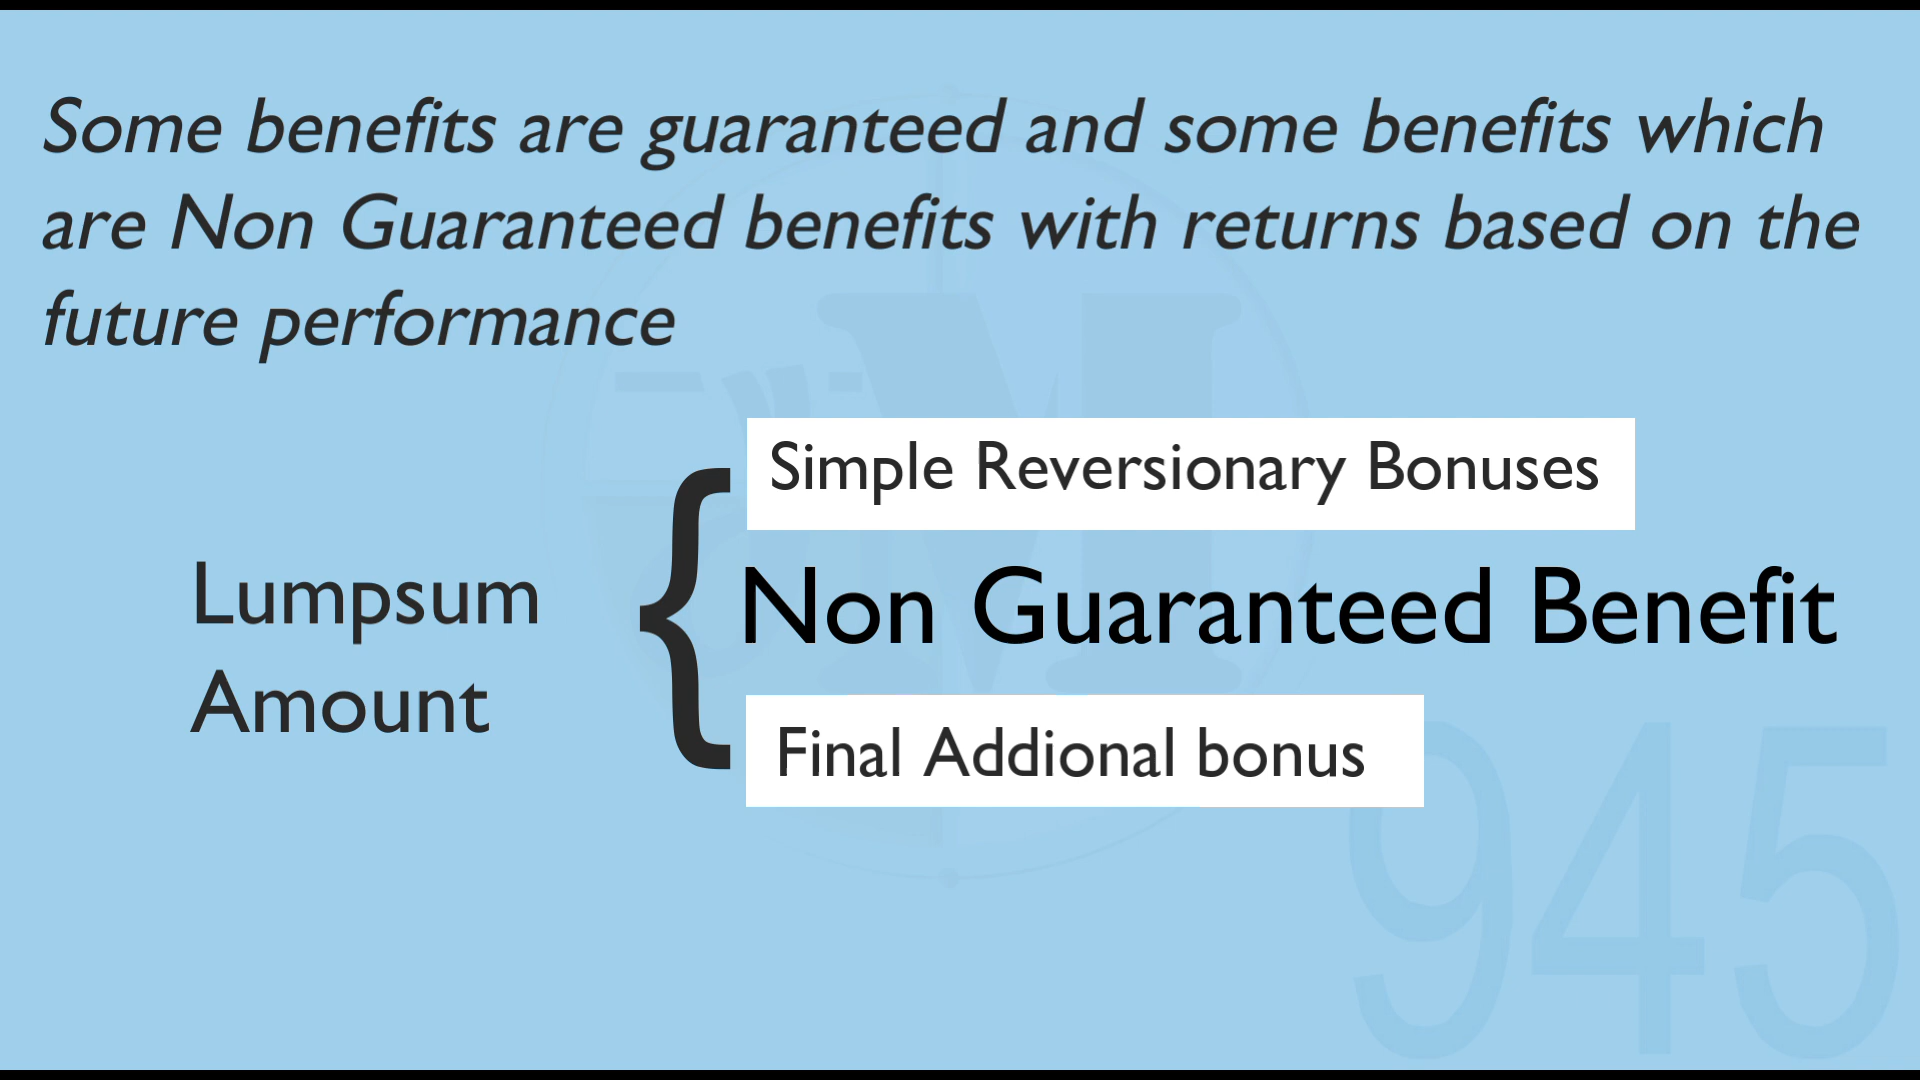 Some benefits are guaranteed and some benefits which
are Non Guaranteed benefits with returns based on the
future performance
Simple Reversionary Bonuses
Lumpsum
Amount
{
Non Guaranteed Benefit
Final Addional bonus
945